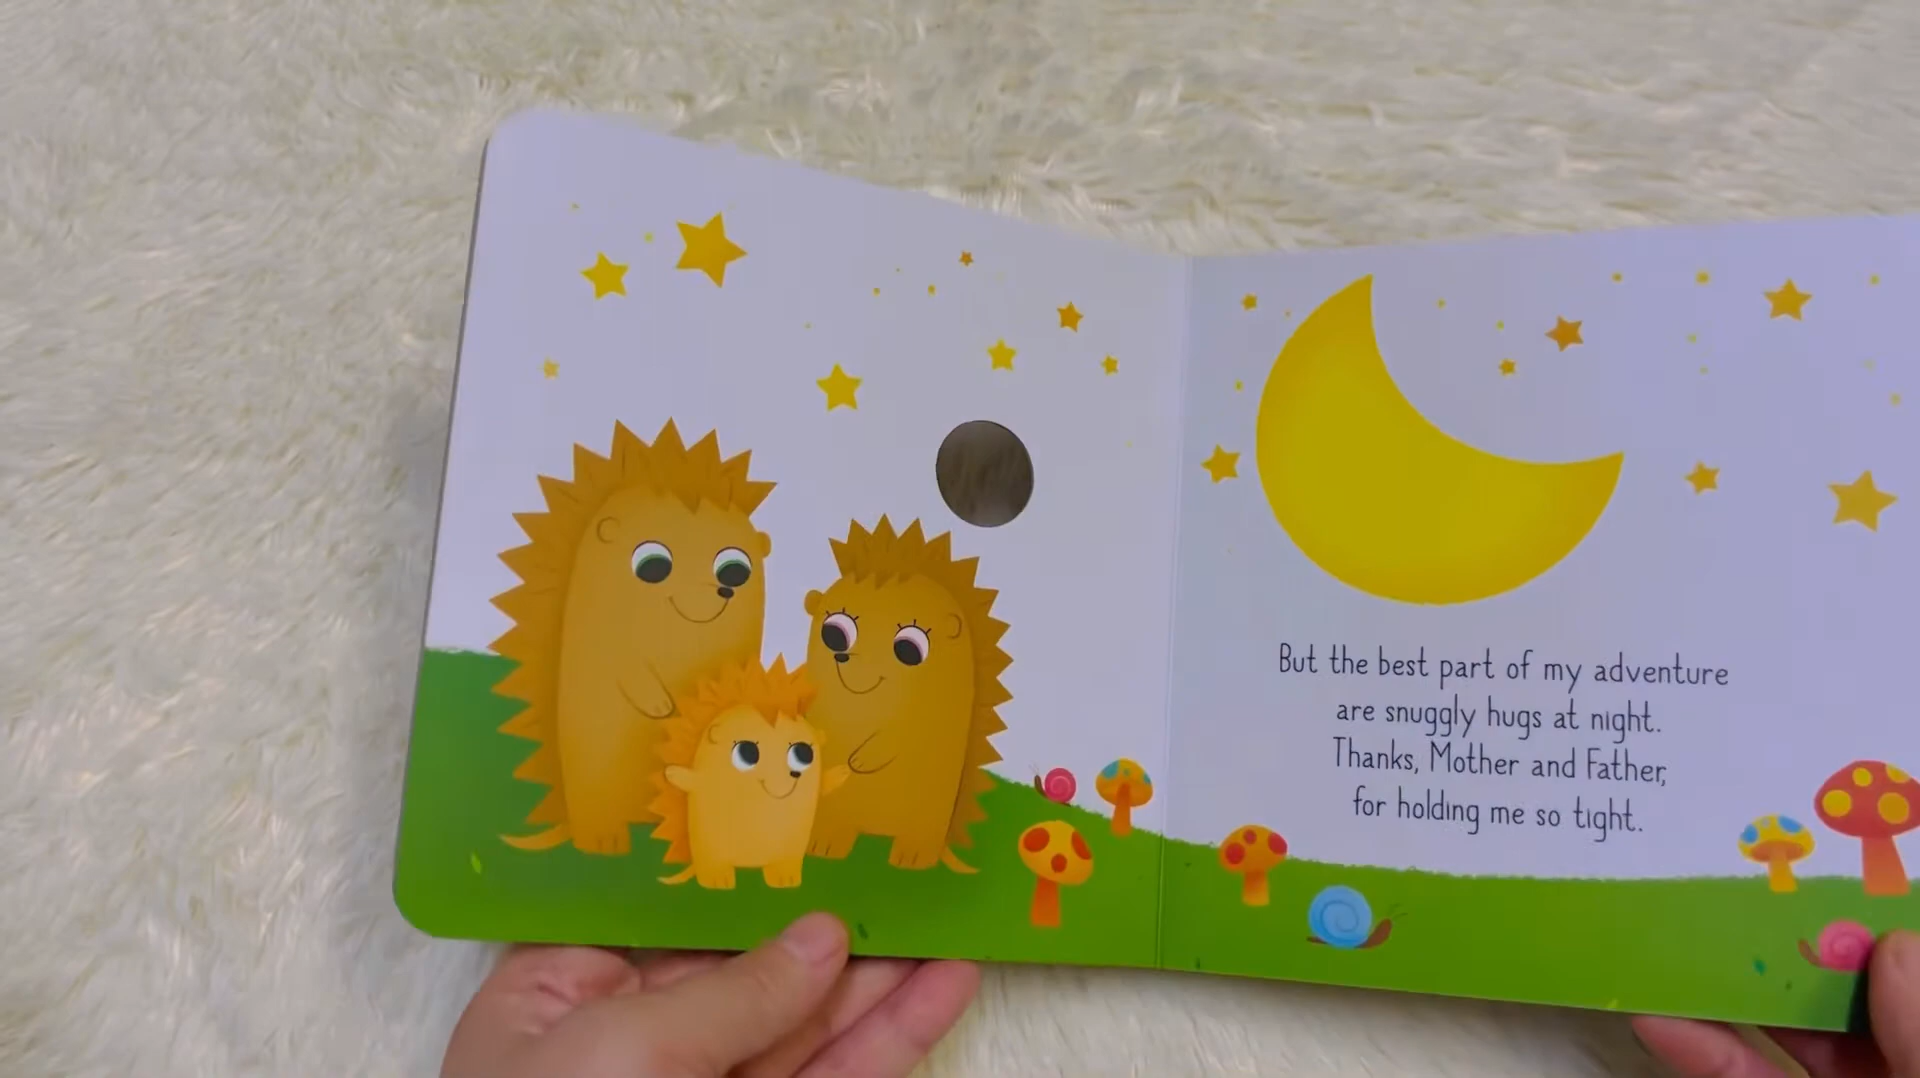 But the best part of my adventure
are snuggly hugs at night.
Thanks, Mother and Father,
for holding me so tight.